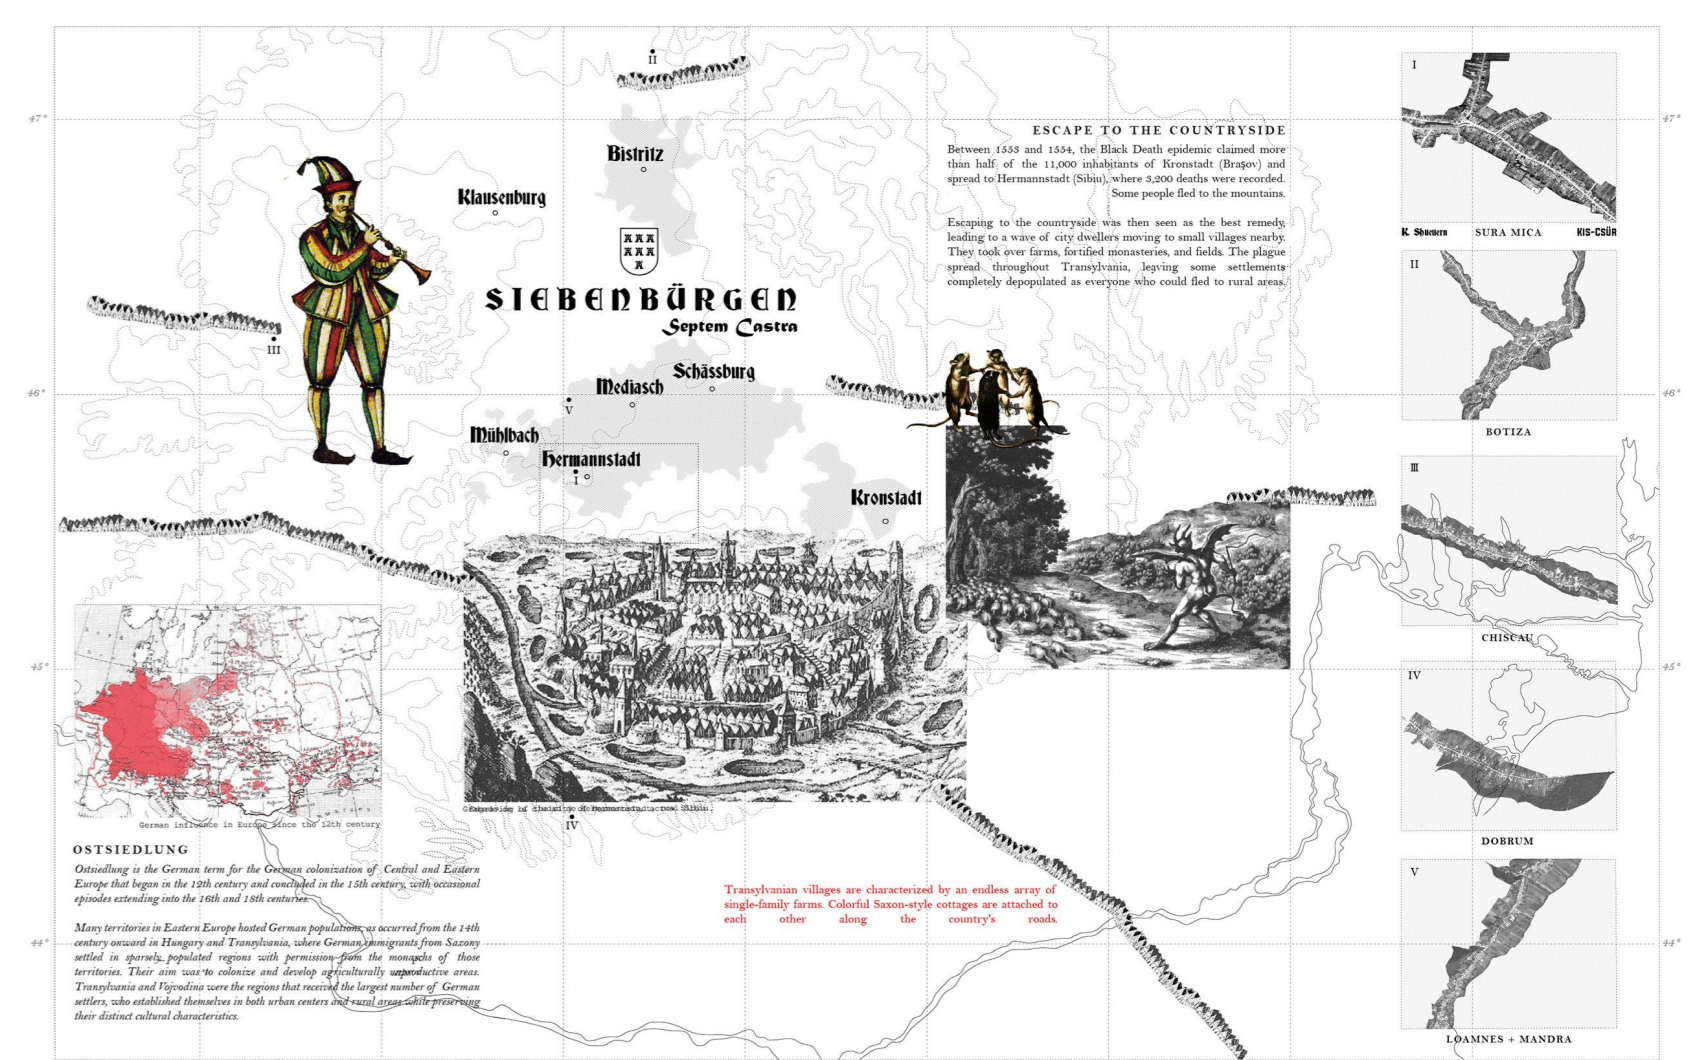 47°
46°
45°
44°
II
Bistritz
Klausenburg
SIEBENBÜRGEN
Septem Castra
III
Schässburg
Mediasch
V
Mühlbach
Hermannstadt
I
Kronstadt
IV
ESCAPE TO THE COUNTRYSIDE
Between 1553 and 1554, the Black Death epidemic claimed more
than half of the 11,000 inhabitants of Kronstadt (Brașov) and
spread to Hermannstadt (Sibiu), where 3,200 deaths were recorded.
Some people fled to the mountains.
Escaping to the countryside was then seen as the best remedy,
leading to a wave of city dwellers moving to small villages nearby.
They took over farms, fortified monasteries, and fields. The plague
spread throughout Transylvania, leaving some settlements
completely depopulated as everyone who could fled to rural areas.
German influence in Europe since the 12th century
OSTSIEDLUNG
Ostsiedlung is the German term for the German colonization of Central and Eastern
Europe that began in the 12th century and concluded in the 15th century, with occasional
episodes extending into the 16th and 18th centuries.
Many territories in Eastern Europe hosted German populations, as occurred from the 14th
century onward in Hungary and Transylvania, where German immigrants from Saxony
settled in sparsely populated regions with permission from the monarchs of those
territories. Their aim was to colonize and develop agriculturally unproductive areas.
Transylvania and Vojvodina were the regions that received the largest number of German
settlers, who established themselves in both urban centers and rural areas while preserving
their distinct cultural characteristics.
Transylvanian villages are characterized by an endless array of
single-family farms. Colorful Saxon-style cottages are attached to
each other along the country's roads.
I
K. Shuevern SURA MICA KIS-CSÜR
II
BOTIZA
III
CHISCAU
IV
DOBRUM
V
LOAMNES + MANDRA
47°
46°
45°
44°